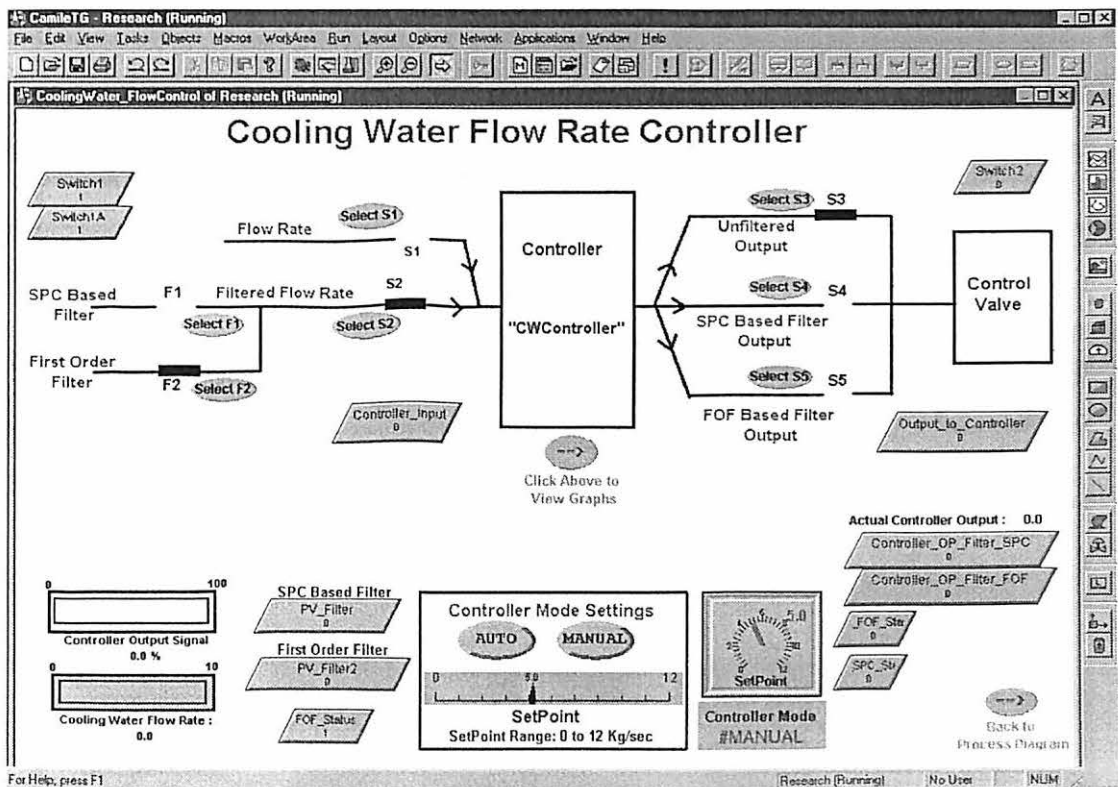 CamileTG - Research (Running)
File Edit View Tasks Objects Macros WorkArea Run Layout Options Network Applications Window Help
CoolingWater_FlowControl of Research (Running)
Cooling Water Flow Rate Controller
Switch1
1
Switch1A
1
Switch2
0
Flow Rate
Select S1
S1
SPC Based
Filter
F1
Select F1
Filtered Flow Rate
S2
Select S2
First Order
Filter
F2
Select F2
Controller_Input
0
Controller
"CWController"
-->
Click Above to
View Graphs
Select S3
S3
Unfiltered
Output
Select S4
S4
SPC Based Filter
Output
Select S5
S5
FOF Based Filter
Output
Control
Valve
Output_to_Controller
0
Actual Controller Output : 0.0
Controller_OP_Filter_SPC
0
Controller_OP_Filter_FOF
0
_FOF_Sta
0
SPC_St
0
0 100
Controller Output Signal
0.0 %
0 10
Cooling Water Flow Rate :
0.0
SPC Based Filter
PV_Filter
0
First Order Filter
PV_Filter2
0
FOF_Status
1
Controller Mode Settings
AUTO MANUAL
0 5.0 12
SetPoint
SetPoint Range: 0 to 12 Kg/sec
5.0
SetPoint
Controller Mode
#MANUAL
-->
Back to
Process Diagram
For Help, press F1
Research (Running) No User NUM